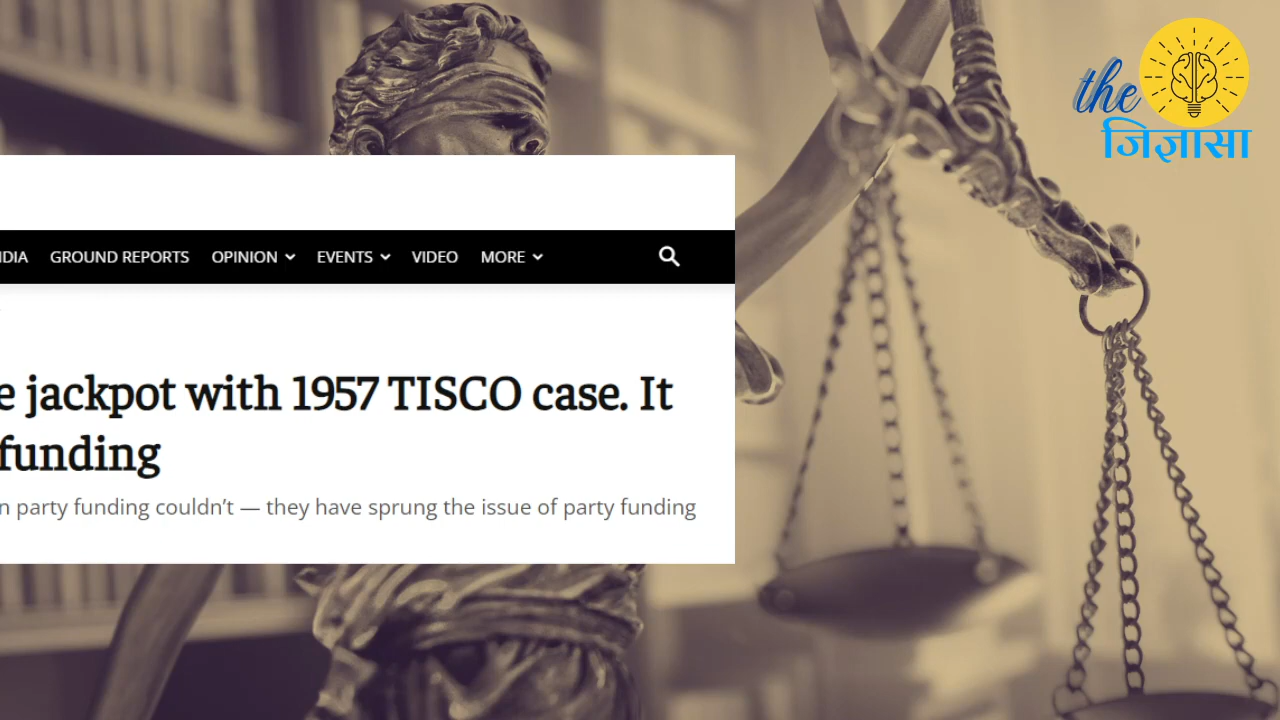 the
जिज्ञासा
NDIA GROUND REPORTS OPINION EVENTS VIDEO MORE
e jackpot with 1957 TISCO case. It
funding
n party funding couldn’t — they have sprung the issue of party funding